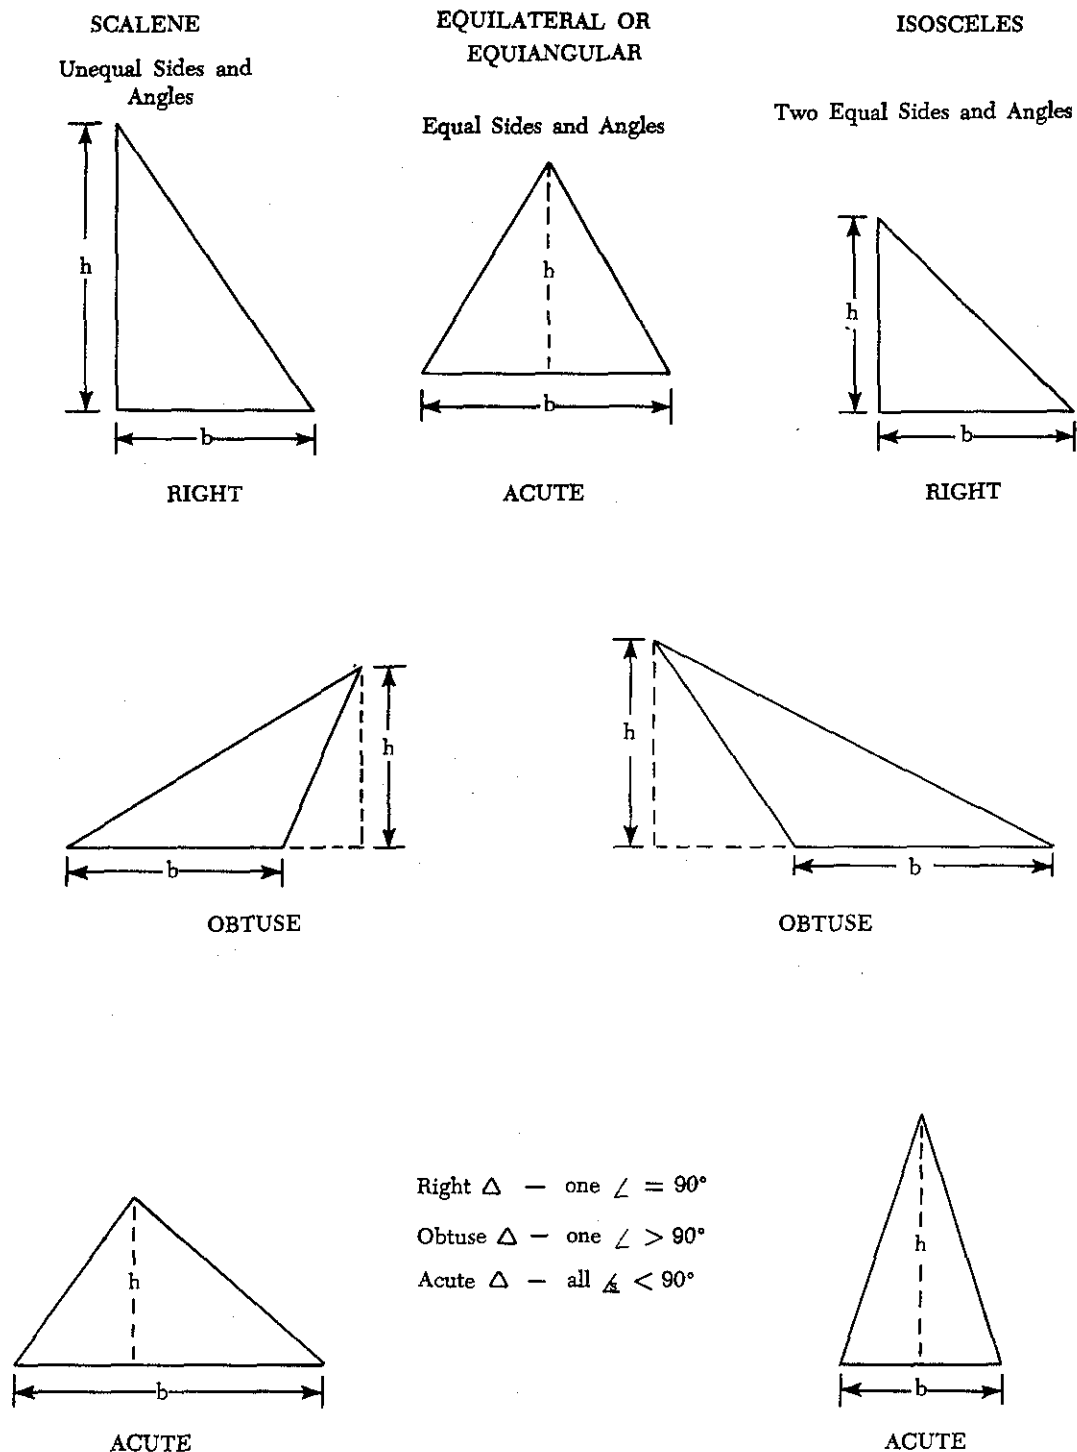 SCALENE
Unequal Sides and
Angles
EQUILATERAL OR
EQUIANGULAR
Equal Sides and Angles
ISOSCELES
Two Equal Sides and Angles
h
b
RIGHT
h
b
ACUTE
h
b
RIGHT
h
b
OBTUSE
h
b
OBTUSE
h
b
ACUTE
Right △ — one ∠ = 90°
Obtuse △ — one ∠ > 90°
Acute △ — all ∠s < 90°
h
b
ACUTE